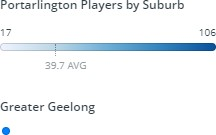 Portarlington Players by Suburb
17 106
39.7 AVG
Greater Geelong